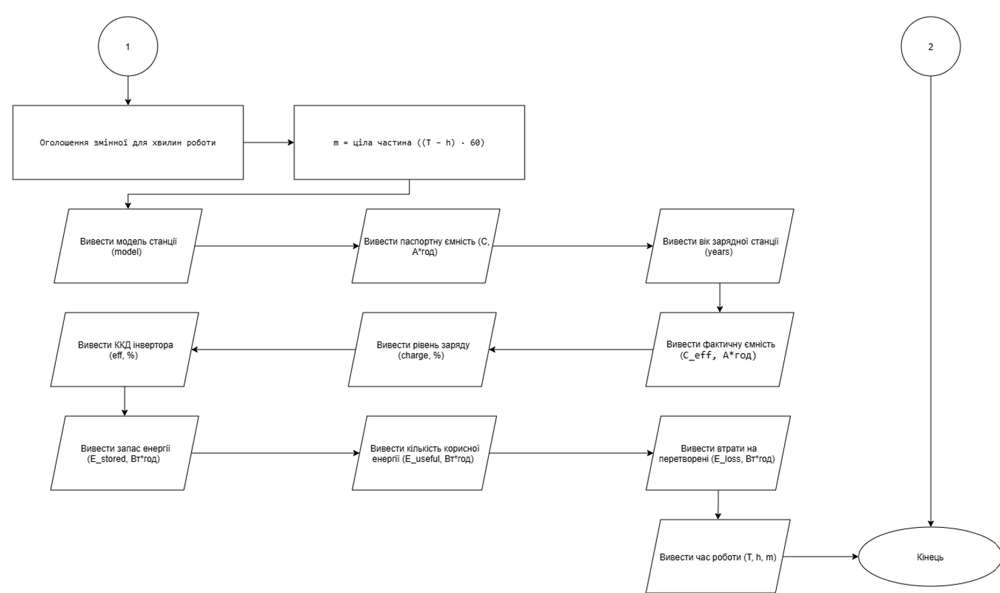 1
2
Оголошення змінної для хвилин роботи
m = ціла частина ((T − h) · 60)
Вивести модель станції
(model)
Вивести паспортну ємність (C,
А*год)
Вивести вік зарядної станції
(years)
Вивести ККД інвертора
(eff, %)
Вивести рівень заряду
(charge, %)
Вивести фактичну ємність
(C_eff, А*год)
Вивести запас енергії
(E_stored, Вт*год)
Вивести кількість корисної
енергії (E_useful, Вт*год)
Вивести втрати на
перетворені (E_loss, Вт*год)
Вивести час роботи (T, h, m)
Кінець